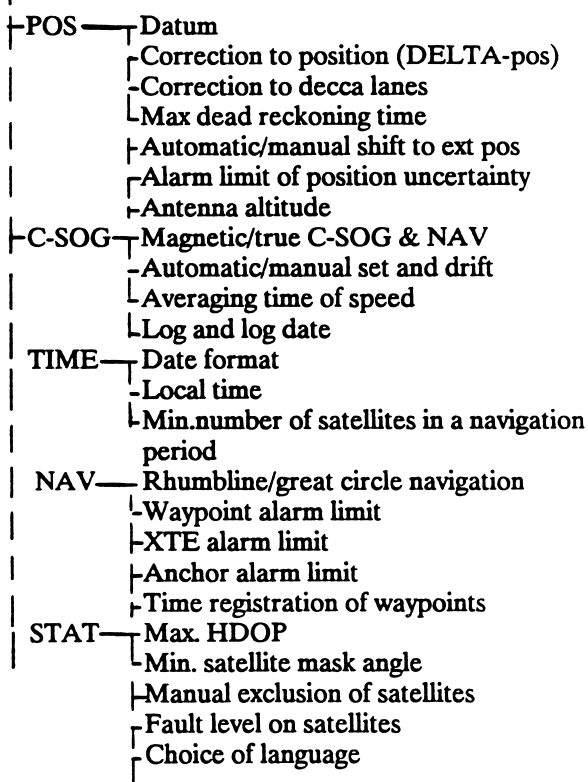 POS Datum
Correction to position (DELTA-pos)
Correction to decca lanes
Max dead reckoning time
Automatic/manual shift to ext pos
Alarm limit of position uncertainty
Antenna altitude
C-SOG Magnetic/true C-SOG & NAV
Automatic/manual set and drift
Averaging time of speed
Log and log date
TIME Date format
Local time
Min.number of satellites in a navigation
period
NAV Rhumbline/great circle navigation
Waypoint alarm limit
XTE alarm limit
Anchor alarm limit
Time registration of waypoints
STAT Max. HDOP
Min. satellite mask angle
Manual exclusion of satellites
Fault level on satellites
Choice of language